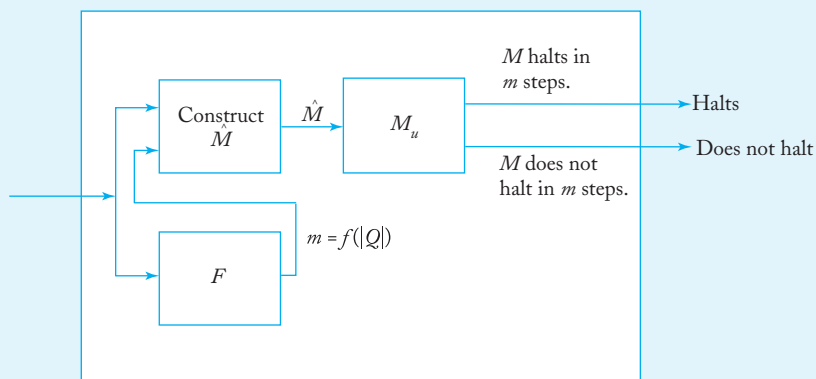 M halts in
m steps.
Halts
Construct
M̂
M̂
M_u
Does not halt
M does not
halt in m steps.
m = f(|Q|)
F